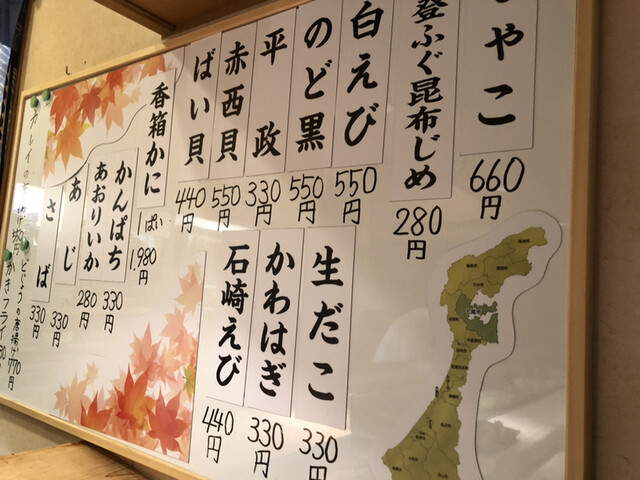 しゃこ
660円
登ふぐ昆布じめ
280円
白えび
550円
のど黒
550円
平政
330円
赤西貝
550円
ばい貝
440円
香箱かに
1ぱい
1,980円
かんぱち
330円
あおりいか
280円
あじ
330円
さば
330円
生だこ
330円
かわはぎ
330円
石崎えび
440円
かきフライ